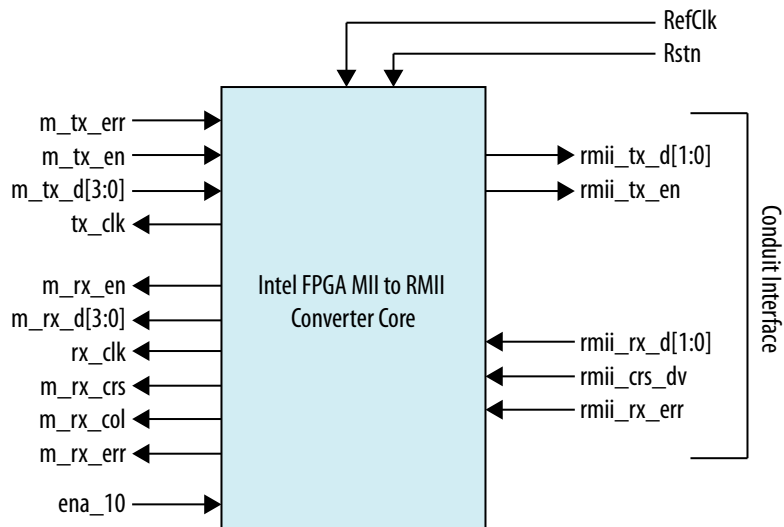 RefClk
Rstn
m_tx_err
m_tx_en
m_tx_d[3:0]
tx_clk
m_rx_en
m_rx_d[3:0]
rx_clk
m_rx_crs
m_rx_col
m_rx_err
ena_10
Intel FPGA MII to RMII
Converter Core
rmii_tx_d[1:0]
rmii_tx_en
rmii_rx_d[1:0]
rmii_crs_dv
rmii_rx_err
Conduit Interface